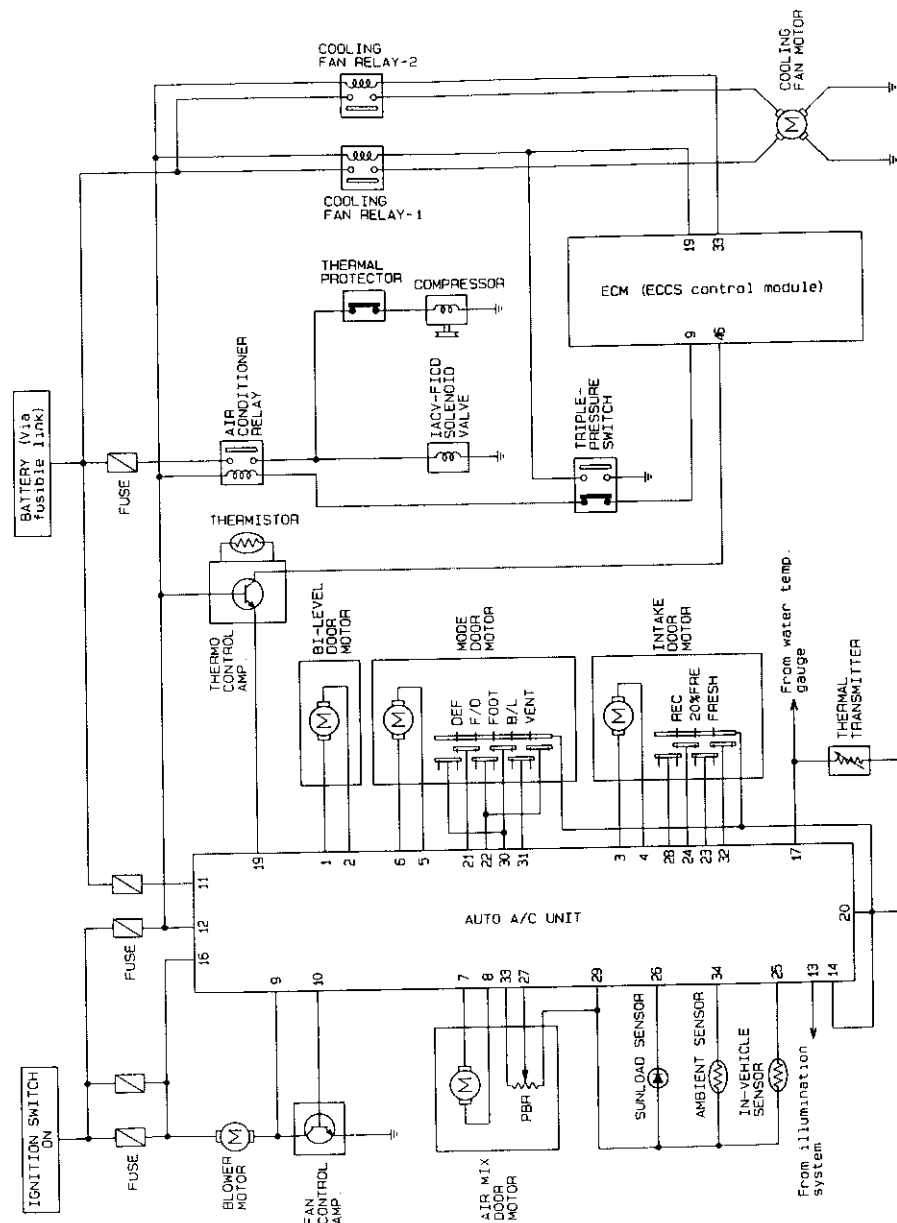 COOLING
FAN RELAY-2
COOLING
FAN MOTOR
M
COOLING
FAN RELAY-1
19
33
ECM (ECCS control module)
9
46
THERMAL
PROTECTOR
COMPRESSOR
BATTERY (Via
fusible link)
FUSE
AIR
CONDITIONER
RELAY
IACV-FICD
SOLENOID
VALVE
TRIPLE-
PRESSURE
SWITCH
THERMISTOR
THERMO
CONTROL
AMP.
BI-LEVEL
DOOR
MOTOR
M
MODE
DOOR
MOTOR
M
DEF
F/D
FOOT
B/L
VENT
INTAKE
DOOR
MOTOR
M
REC
20%FRE
FRESH
From water temp.
gauge
THERMAL
TRANSMITTER
11
12
16
19
1
2
6
5
21
22
30
31
3
4
28
24
23
32
17
FUSE
AUTO A/C UNIT
20
9
10
7
8
33
27
29
26
34
25
13
14
IGNITION SWITCH
ON
FUSE
BLOWER
MOTOR
M
FAN
CONTROL
AMP.
M
PBR
AIR MIX
DOOR
MOTOR
SUNLOAD SENSOR
AMBIENT SENSOR
IN-VEHICLE
SENSOR
From illumination
system